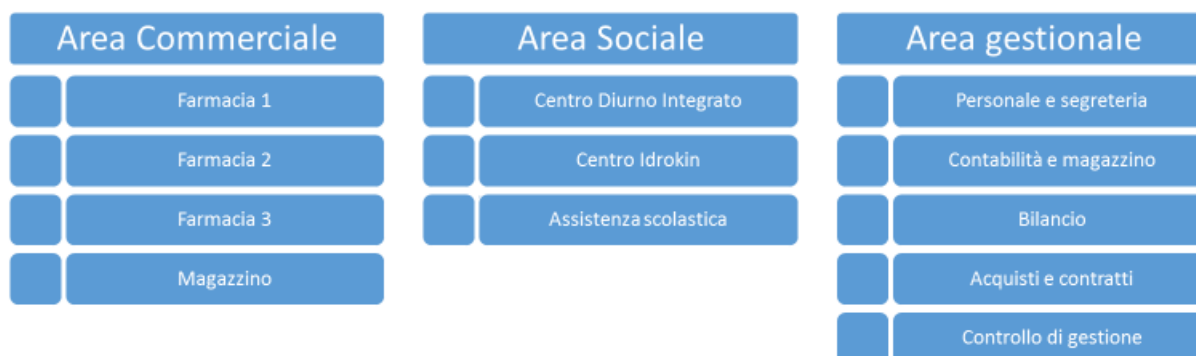 Area Commerciale
Farmacia 1
Farmacia 2
Farmacia 3
Magazzino
Area Sociale
Centro Diurno Integrato
Centro Idrokin
Assistenza scolastica
Area gestionale
Personale e segreteria
Contabilità e magazzino
Bilancio
Acquisti e contratti
Controllo di gestione